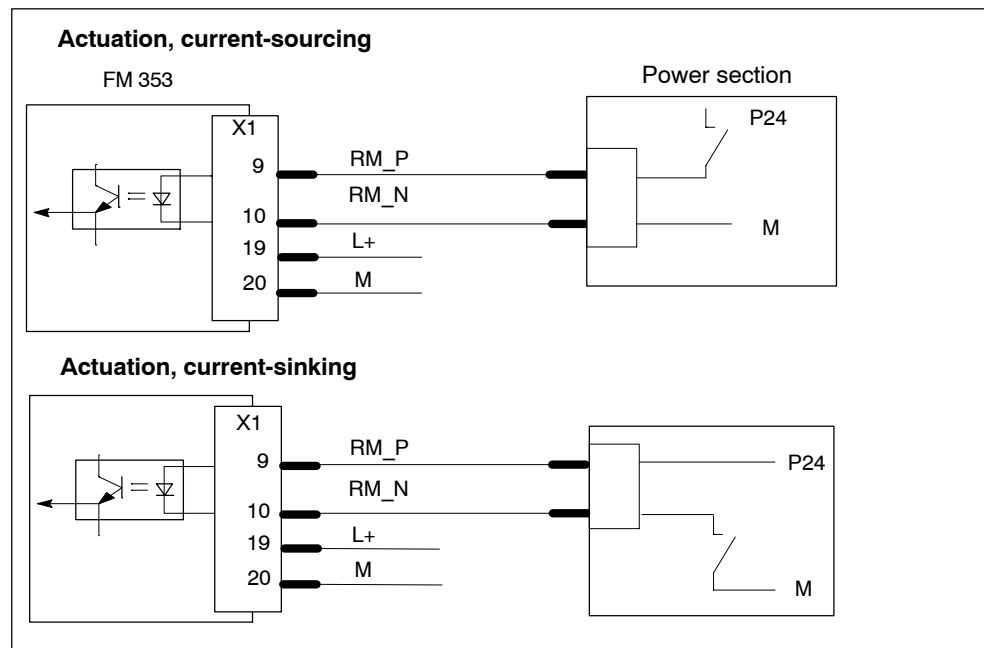 Actuation, current-sourcing
FM 353
Power section
X1
P24
9
RM_P
RM_N
10
M
19
L+
20
M
Actuation, current-sinking
X1
9
RM_P
P24
RM_N
10
19
L+
20
M
M